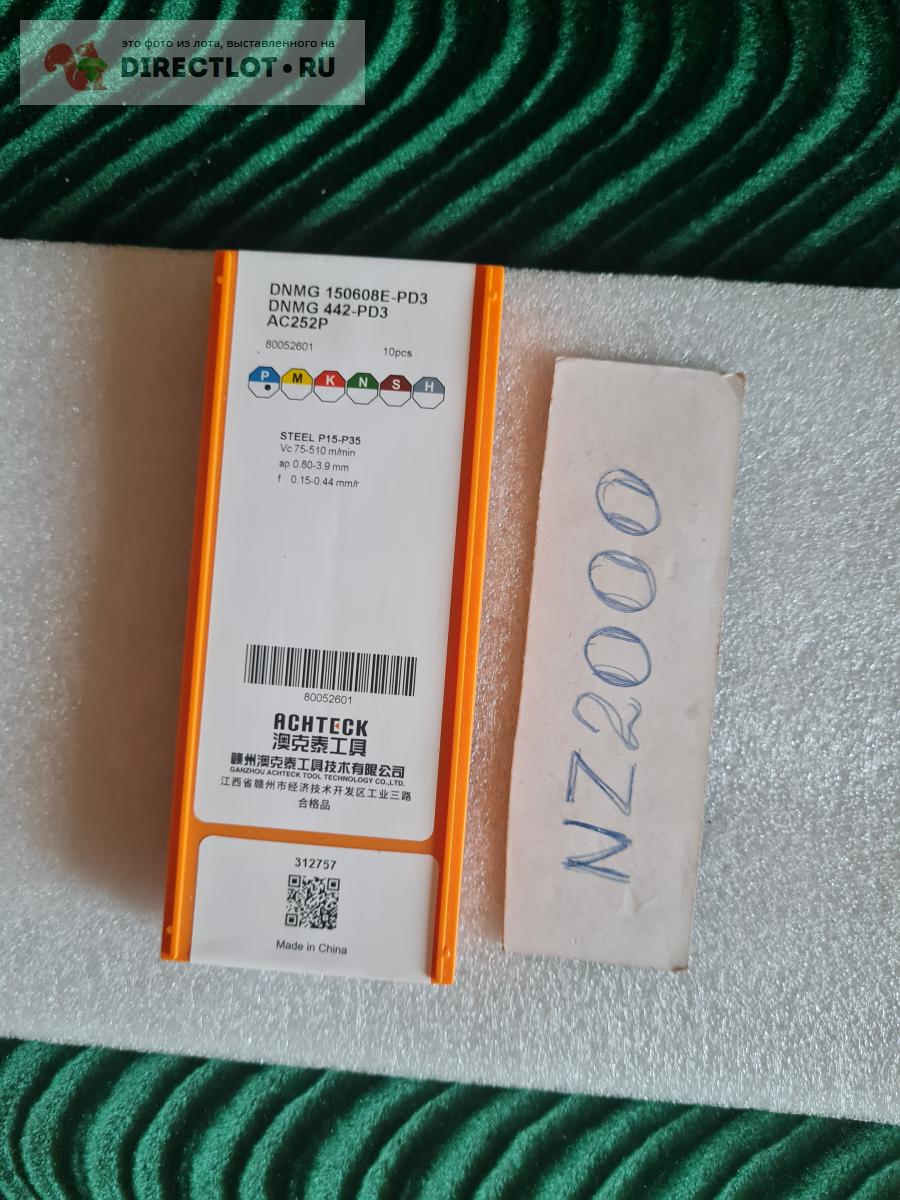 это фото из лота, выставленного на
DIRECTLOT•RU
DNMG 150608E-PD3
DNMG 442-PD3
AC252P
80052601 10pcs
P M K N S H
STEEL P15-P35
Vc 75-510 m/min
ap 0.80-3.9 mm
f 0.15-0.44 mm/r
80052601
ACHTECK
澳克泰工具
赣州澳克泰工具技术有限公司
GANZHOU ACHTECK TOOL TECHNOLOGY CO.,LTD.
江西省赣州市经济技术开发区工业三路
合格品
312757
Made in China
NZ2000